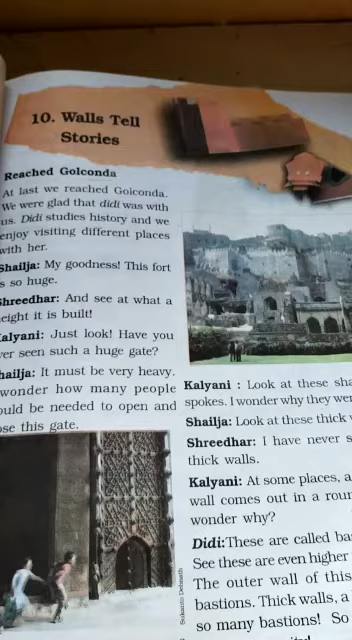 10. Walls Tell
Stories
Reached Golconda
At last we reached Golconda.
We were glad that didi was with
us. Didi studies history and we
enjoy visiting different places
with her.
Shailja: My goodness! This fort
is so huge.
Shreedhar: And see at what a
height it is built!
Kalyani: Just look! Have you
ever seen such a huge gate?
Shailja: It must be very heavy.
wonder how many people
would be needed to open and
close this gate.
Kalyani : Look at these
spokes. I wonder why they
Shailja: Look at these thick
Shreedhar: I have never
thick walls.
Kalyani: At some places, a
wall comes out in a
wonder why?
Didi:These are called
See these are even higher
The outer wall of this
bastions. Thick walls, a
so many bastions! So